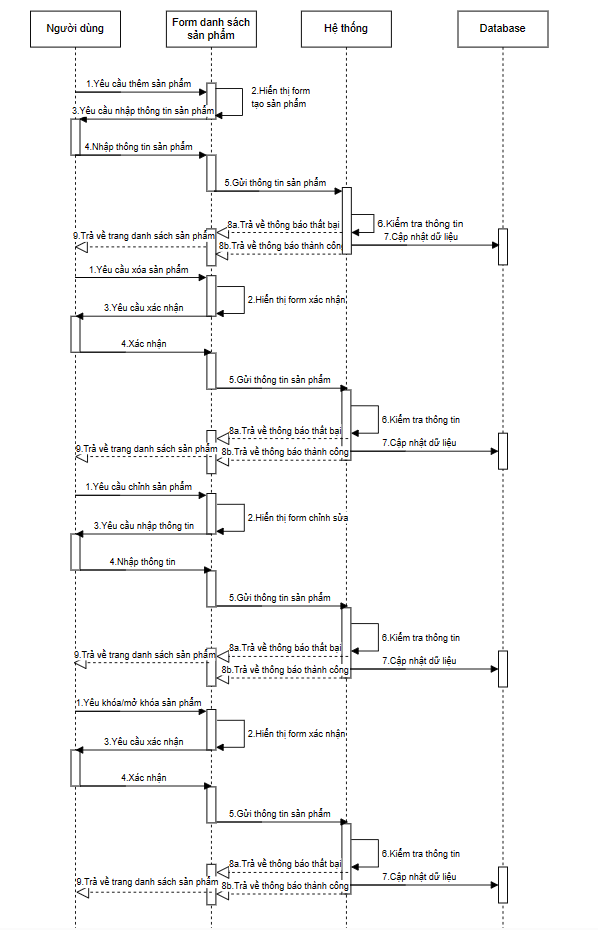 Người dùng
Form danh sách
sản phẩm
Hệ thống
Database
1.Yêu cầu thêm sản phẩm
2.Hiển thị form
tạo sản phẩm
3.Yêu cầu nhập thông tin sản phẩm
4.Nhập thông tin sản phẩm
5.Gửi thông tin sản phẩm
6.Kiểm tra thông tin
8a.Trả về thông báo thất bại
9.Trả về trang danh sách sản phẩm
7.Cập nhật dữ liệu
8b.Trả về thông báo thành côn
1.Yêu cầu xóa sản phẩm
2.Hiển thị form xác nhận
3.Yêu cầu xác nhận
4.Xác nhận
5.Gửi thông tin sản phẩm
6.Kiểm tra thông tin
8a.Trả về thông báo thất bại
7.Cập nhật dữ liệu
9.Trả về trang danh sách sản phẩm
8b.Trả về thông báo thành công
1.Yêu cầu chỉnh sản phẩm
2.Hiển thị form chỉnh sửa
3.Yêu cầu nhập thông tin
4.Nhập thông tin
5.Gửi thông tin sản phẩm
6.Kiểm tra thông tin
8a.Trả về thông báo thất bại
9.Trả về trang danh sách sản phẩm
7.Cập nhật dữ liệu
8b.Trả về thông báo thành công
1.Yêu khóa/mở khóa sản phẩm
2.Hiển thị form xác nhận
3.Yêu cầu xác nhận
4.Xác nhận
5.Gửi thông tin sản phẩm
6.Kiểm tra thông tin
8a.Trả về thông báo thất bại
7.Cập nhật dữ liệu
9.Trả về trang danh sách sản phẩm
8b.Trả về thông báo thành công